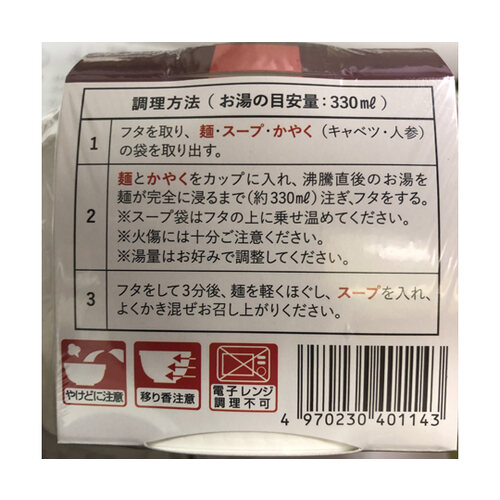 調理方法（お湯の目安量：330㎖）
1
フタを取り、麺・スープ・かやく（キャベツ・人参）
の袋を取り出す。
2
麺とかやくをカップに入れ、沸騰直後のお湯を
麺が完全に浸るまで（約330㎖）注ぎ、フタをする。
※スープ袋はフタの上に乗せ温めてください。
※火傷には十分ご注意ください。
※湯量はお好みで調整してください。
3
フタをして3分後、麺を軽くほぐし、スープを入れ、
よくかき混ぜお召し上がりください。
やけどに注意
移り香注意
電子レンジ
調理不可
4 970230 401143